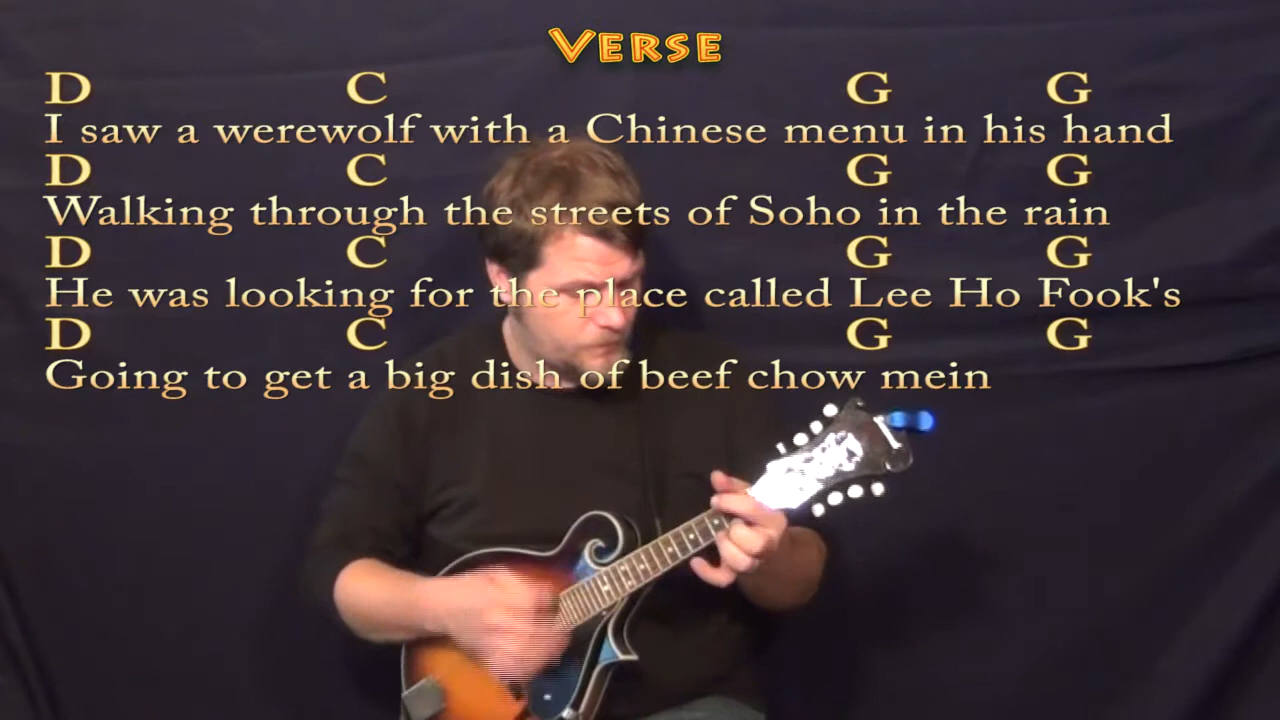 VERSE
D C G G
I saw a werewolf with a Chinese menu in his hand
D C G G
Walking through the streets of Soho in the rain
D C G G
He was looking for the place called Lee Ho Fook's
D C G G
Going to get a big dish of beef chow mein